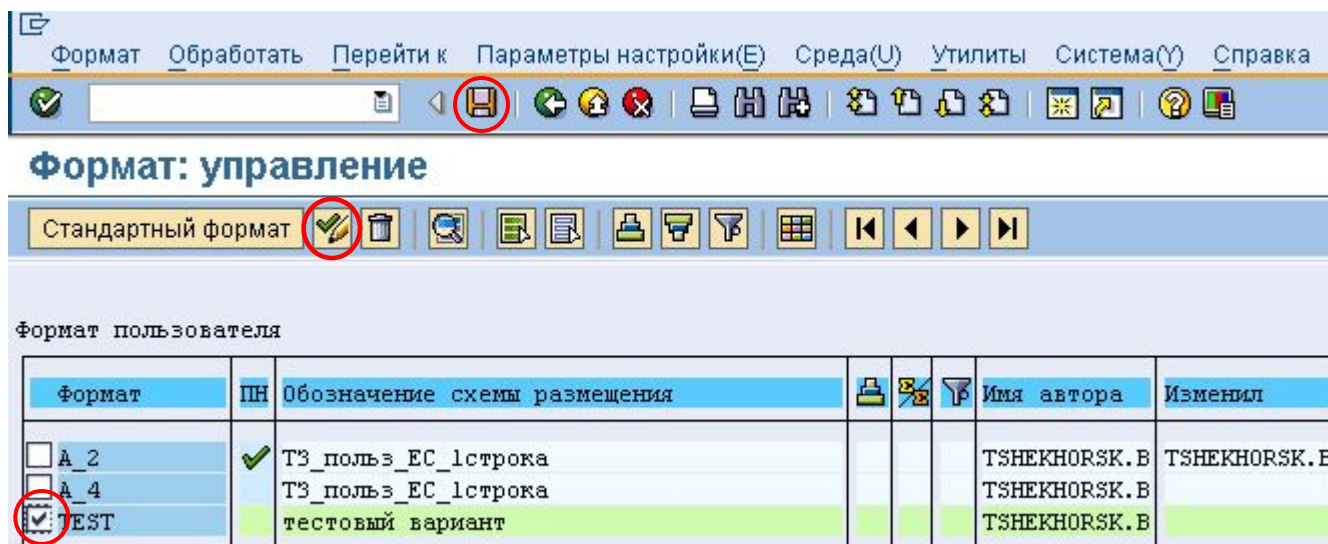 Формат Обработать Перейти к Параметры настройки(E) Среда(U) Утилиты Система(Y) Справка
Формат: управление
Стандартный формат
Формат пользователя
Формат ПН Обозначение схемы размещения Имя автора Изменил
A_2 ТЗ_польз_ЕС_1строка TSHEKHORSK.B TSHEKHORSK.B
A_4 ТЗ_польз_ЕС_1строка TSHEKHORSK.B
TEST тестовый вариант TSHEKHORSK.B